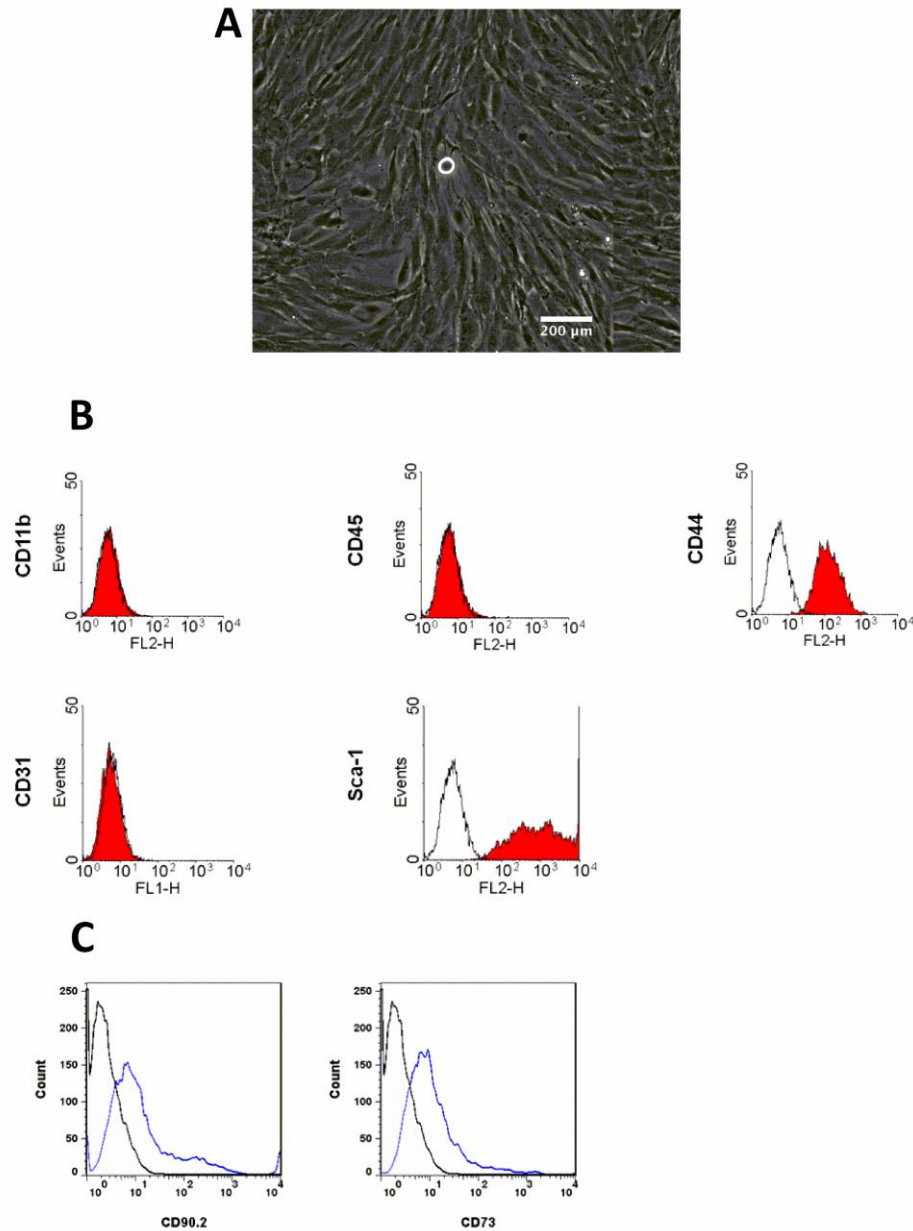 A
200 µm
B
CD11b
Events
50
0
10⁰ 10¹ 10² 10³ 10⁴
FL2-H
CD45
Events
50
0
10⁰ 10¹ 10² 10³ 10⁴
FL2-H
CD44
Events
50
0
10⁰ 10¹ 10² 10³ 10⁴
FL2-H
CD31
Events
50
0
10⁰ 10¹ 10² 10³ 10⁴
FL1-H
Sca-1
Events
50
0
10⁰ 10¹ 10² 10³ 10⁴
FL2-H
C
Count
250
200
150
100
50
0
10⁰ 10¹ 10² 10³ 10⁴
CD90.2
Count
250
200
150
100
50
0
10⁰ 10¹ 10² 10³ 10⁴
CD73